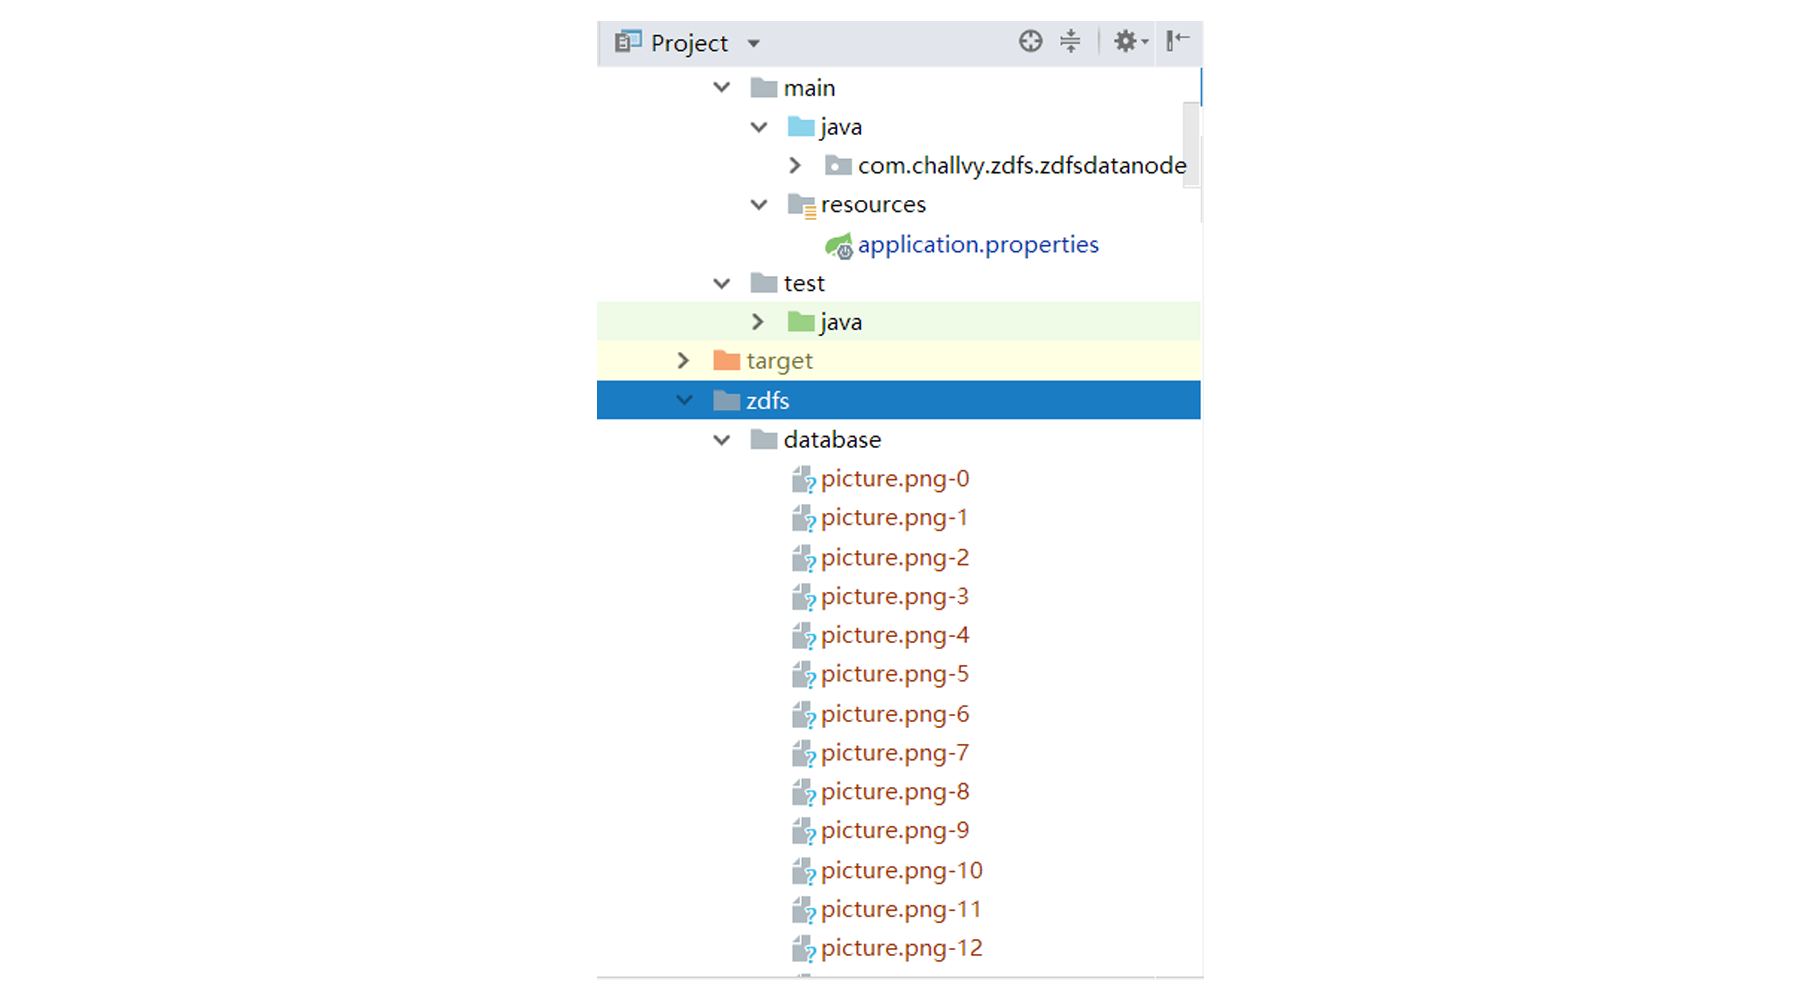 Project
main
java
com.challvy.zdfs.zdfsdatanode
resources
application.properties
test
java
target
zdfs
database
picture.png-0
picture.png-1
picture.png-2
picture.png-3
picture.png-4
picture.png-5
picture.png-6
picture.png-7
picture.png-8
picture.png-9
picture.png-10
picture.png-11
picture.png-12